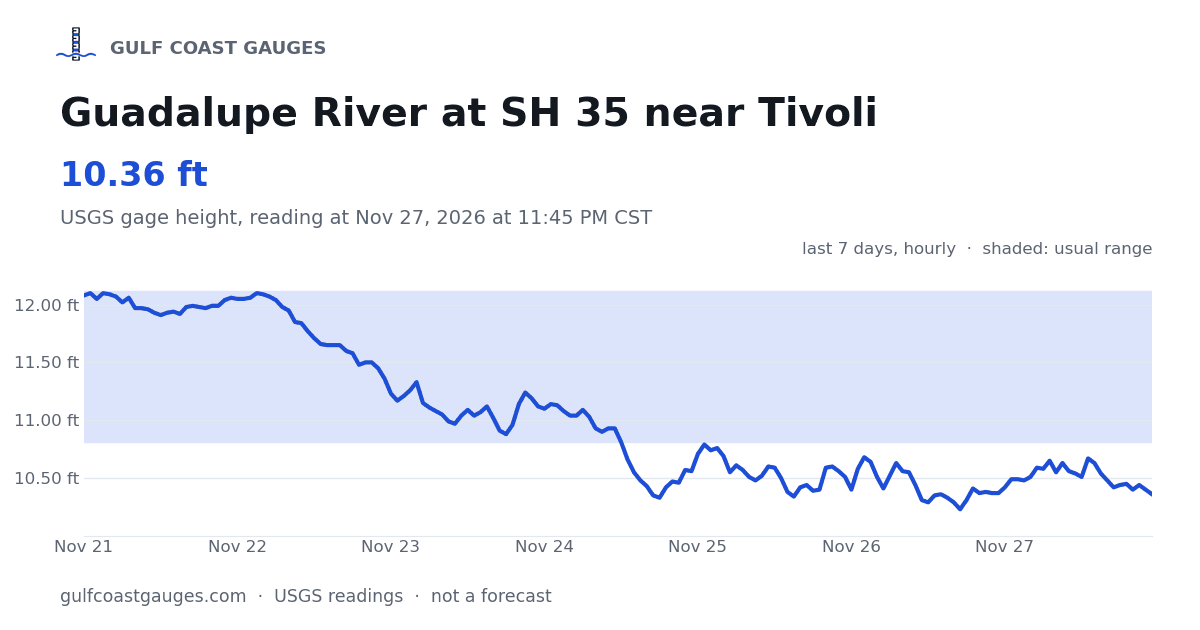 GULF COAST GAUGES
Guadalupe River at SH 35 near Tivoli
10.36 ft
USGS gage height, reading at Nov 27, 2026 at 11:45 PM CST
last 7 days, hourly · shaded: usual range
12.00 ft
11.50 ft
11.00 ft
10.50 ft
Nov 21 Nov 22 Nov 23 Nov 24 Nov 25 Nov 26 Nov 27
gulfcoastgauges.com · USGS readings · not a forecast